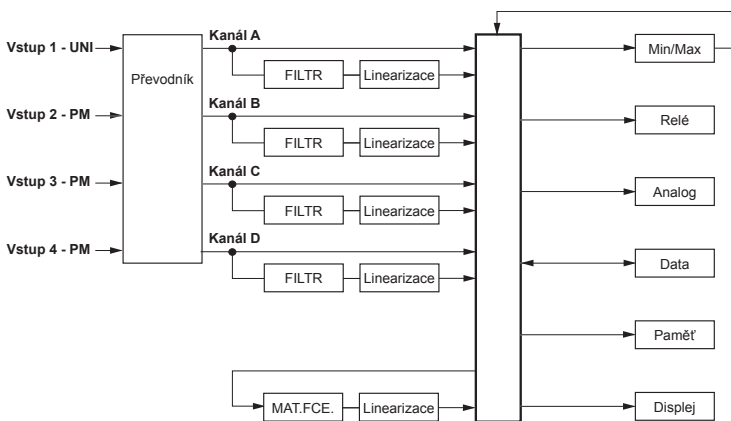 Kanál A
Vstup 1 - UNI
Min/Max
Převodník
FILTR
Linearizace
Kanál B
Vstup 2 - PM
Relé
FILTR
Linearizace
Kanál C
Vstup 3 - PM
Analog
FILTR
Linearizace
Kanál D
Vstup 4 - PM
Data
FILTR
Linearizace
Paměť
MAT.FCE.
Linearizace
Displej